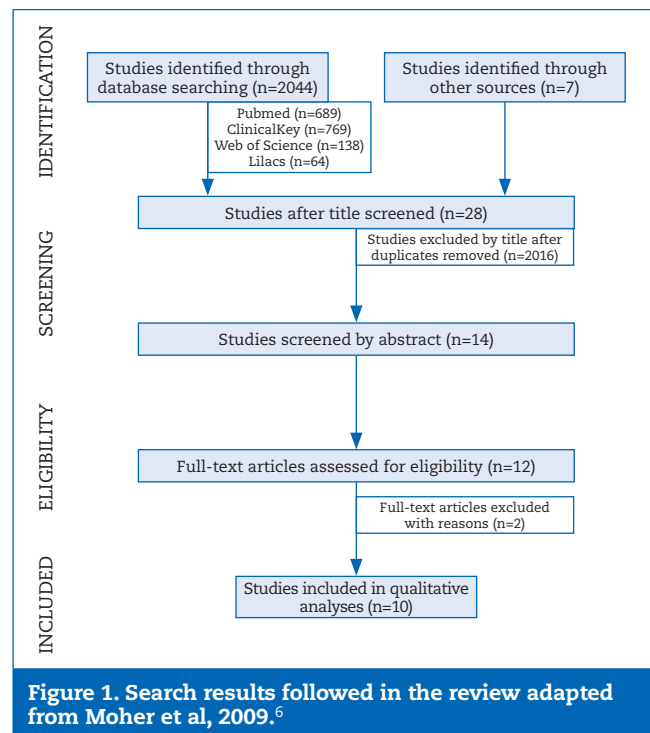 IDENTIFICATION
Studies identified through
database searching (n=2044)
Studies identified through
other sources (n=7)
Pubmed (n=689)
ClinicalKey (n=769)
Web of Science (n=138)
Lilacs (n=64)
Studies after title screened (n=28)
SCREENING
Studies excluded by title after
duplicates removed (n=2016)
Studies screened by abstract (n=14)
ELIGIBILITY
Full-text articles assessed for eligibility (n=12)
Full-text articles excluded
with reasons (n=2)
INCLUDED
Studies included in qualitative
analyses (n=10)
Figure 1. Search results followed in the review adapted
from Moher et al, 2009.⁶